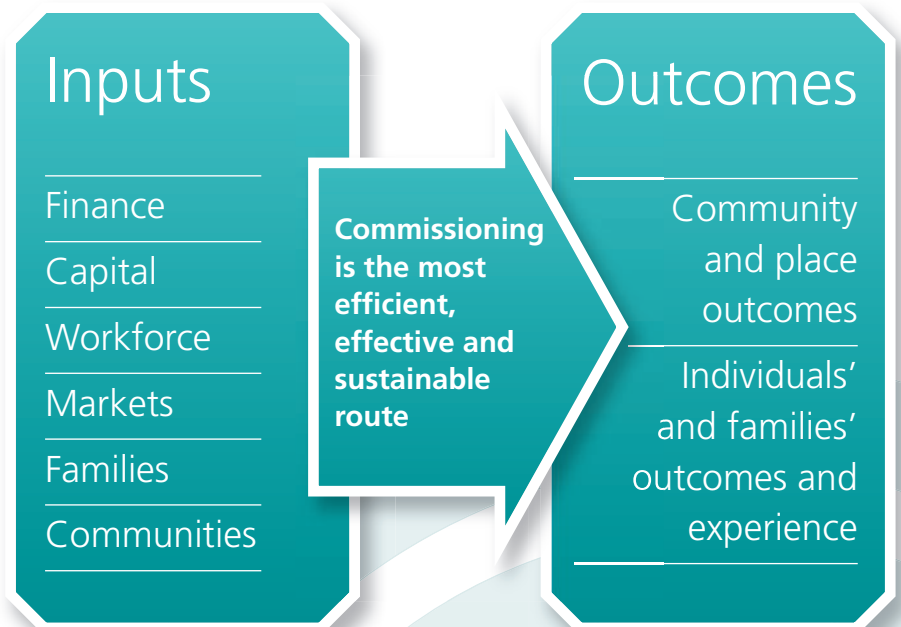 Inputs
Finance
Capital
Workforce
Markets
Families
Communities
Commissioning
is the most
efficient,
effective and
sustainable
route
Outcomes
Community
and place
outcomes
Individuals’
and families’
outcomes and
experience